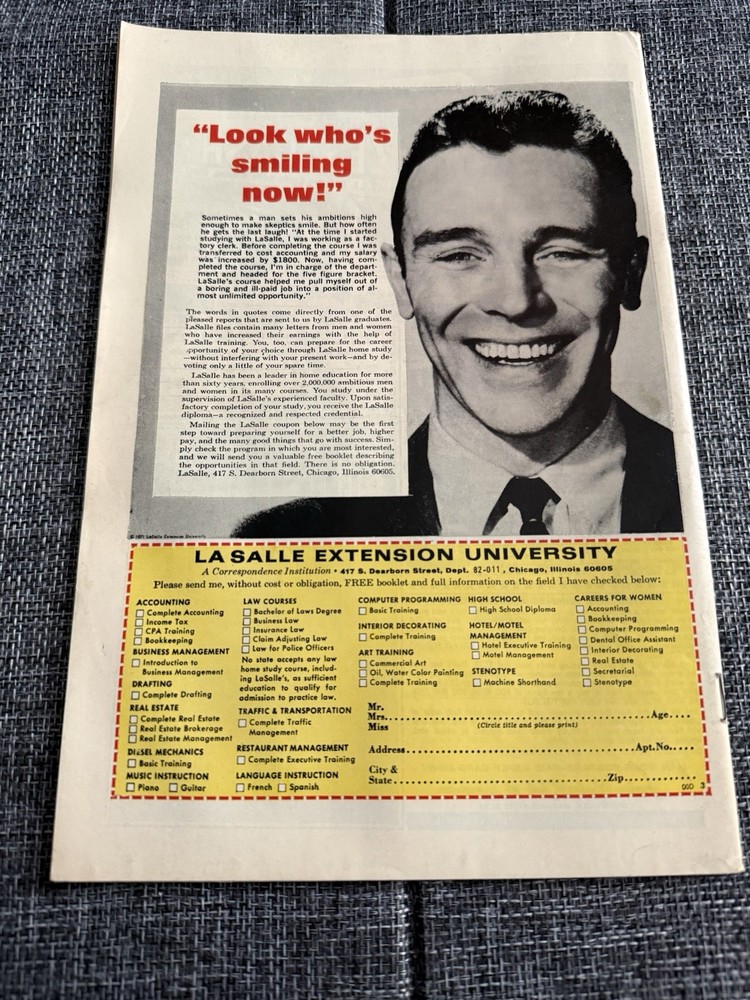 “Look who’s
smiling
now!”
Sometimes a man sets his ambitions high
enough to make skeptics smile. But how often
he gets the last laugh! “At the time I started
studying with LaSalle, I was working as a fac-
tory clerk. Before completing the course I was
transferred to cost accounting and my salary
was increased by $1800. Now, having com-
pleted the course, I’m in charge of the depart-
ment and headed for the five figure bracket.
LaSalle’s course helped me pull myself out of
a boring and ill-paid job into a position of al-
most unlimited opportunity.”
The words in quotes come directly from one of the
pleased reports that are sent to us by LaSalle graduates.
LaSalle files contain many letters from men and women
who have increased their earnings with the help of
LaSalle training. You, too, can prepare for the career
opportunity of your choice through LaSalle home study
—without interfering with your present work—and by de-
voting only a little of your spare time.
LaSalle has been a leader in home education for more
than sixty years, enrolling over 2,000,000 ambitious men
and women in its many courses. You study under the
supervision of LaSalle’s experienced faculty. Upon satis-
factory completion of your study, you receive the LaSalle
diploma—a recognized and respected credential.
Mailing the LaSalle coupon below may be the first
step toward preparing yourself for a better job, higher
pay, and the many good things that go with success. Sim-
ply check the program in which you are most interested,
and we will send you a valuable free booklet describing
the opportunities in that field. There is no obligation.
LaSalle, 417 S. Dearborn Street, Chicago, Illinois 60605.
© 1971 LaSalle Extension University
LA SALLE EXTENSION UNIVERSITY
A Correspondence Institution • 417 S. Dearborn Street, Dept. 82-011, Chicago, Illinois 60605
Please send me, without cost or obligation, FREE booklet and full information on the field I have checked below:
ACCOUNTING
Complete Accounting
Income Tax
CPA Training
Bookkeeping
BUSINESS MANAGEMENT
Introduction to
Business Management
DRAFTING
Complete Drafting
REAL ESTATE
Complete Real Estate
Real Estate Brokerage
Real Estate Management
DIESEL MECHANICS
Basic Training
MUSIC INSTRUCTION
Piano Guitar
LAW COURSES
Bachelor of Laws Degree
Business Law
Insurance Law
Claim Adjusting Law
Law for Police Officers
No state accepts any law
home study course, includ-
ing LaSalle’s, as sufficient
education to qualify for
admission to practice law.
TRAFFIC & TRANSPORTATION
Complete Traffic
Management
RESTAURANT MANAGEMENT
Complete Executive Training
LANGUAGE INSTRUCTION
French Spanish
COMPUTER PROGRAMMING
Basic Training
INTERIOR DECORATING
Complete Training
ART TRAINING
Commercial Art
Oil, Water Color Painting
Complete Training
HIGH SCHOOL
High School Diploma
HOTEL/MOTEL
MANAGEMENT
Hotel Executive Training
Motel Management
STENOTYPE
Machine Shorthand
CAREERS FOR WOMEN
Accounting
Bookkeeping
Computer Programming
Dental Office Assistant
Interior Decorating
Real Estate
Secretarial
Stenotype
Mr.
Mrs. Age
Miss (Circle title and please print)
Address Apt. No.
City &
State Zip